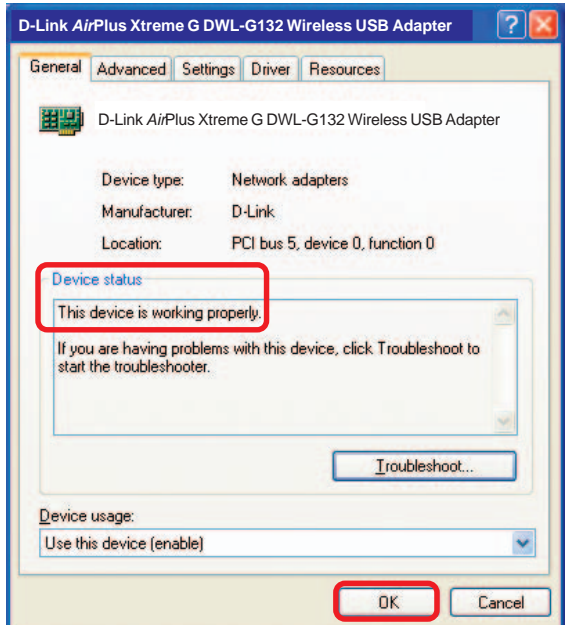 D-Link AirPlus Xtreme G DWL-G132 Wireless USB Adapter
General Advanced Settings Driver Resources
D-Link AirPlus Xtreme G DWL-G132 Wireless USB Adapter
Device type: Network adapters
Manufacturer: D-Link
Location: PCI bus 5, device 0, function 0
Device status
This device is working properly.
If you are having problems with this device, click Troubleshoot to
start the troubleshooter.
Troubleshoot...
Device usage:
Use this device (enable)
OK Cancel